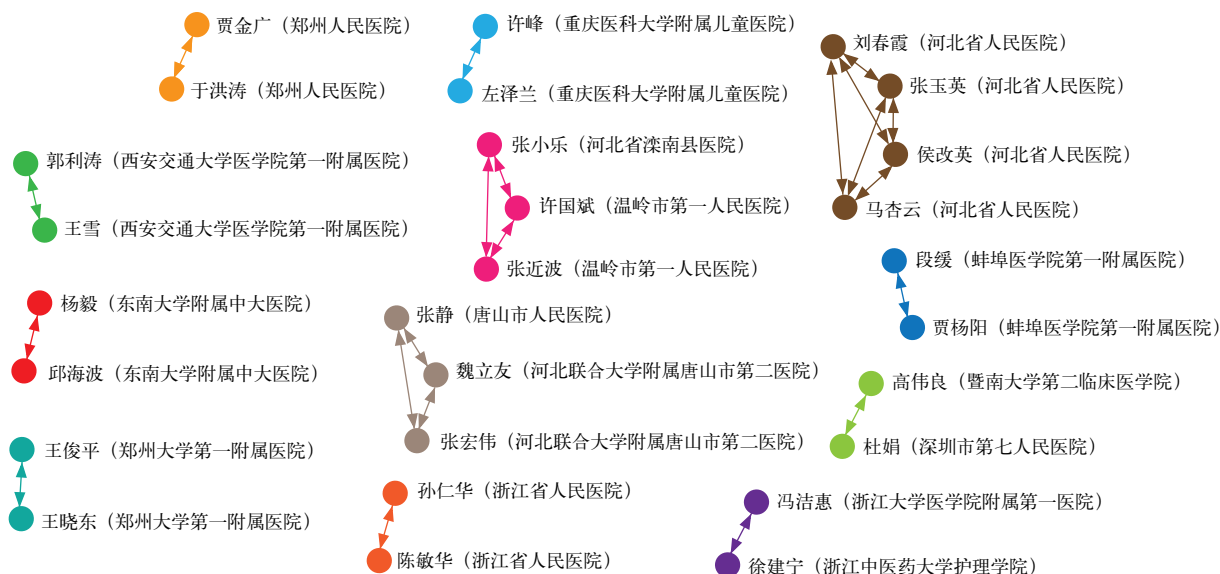 贾金广（郑州人民医院）
于洪涛（郑州人民医院）
许峰（重庆医科大学附属儿童医院）
左泽兰（重庆医科大学附属儿童医院）
刘春霞（河北省人民医院）
张玉英（河北省人民医院）
侯改英（河北省人民医院）
马杏云（河北省人民医院）
郭利涛（西安交通大学医学院第一附属医院）
王雪（西安交通大学医学院第一附属医院）
张小乐（河北省滦南县医院）
许国斌（温岭市第一人民医院）
张近波（温岭市第一人民医院）
段缓（蚌埠医学院第一附属医院）
贾杨阳（蚌埠医学院第一附属医院）
杨毅（东南大学附属中大医院）
邱海波（东南大学附属中大医院）
张静（唐山市人民医院）
魏立友（河北联合大学附属唐山市第二医院）
张宏伟（河北联合大学附属唐山市第二医院）
高伟良（暨南大学第二临床医学院）
杜娟（深圳市第七人民医院）
王俊平（郑州大学第一附属医院）
王晓东（郑州大学第一附属医院）
孙仁华（浙江省人民医院）
陈敏华（浙江省人民医院）
冯洁惠（浙江大学医学院附属第一医院）
徐建宁（浙江中医药大学护理学院）